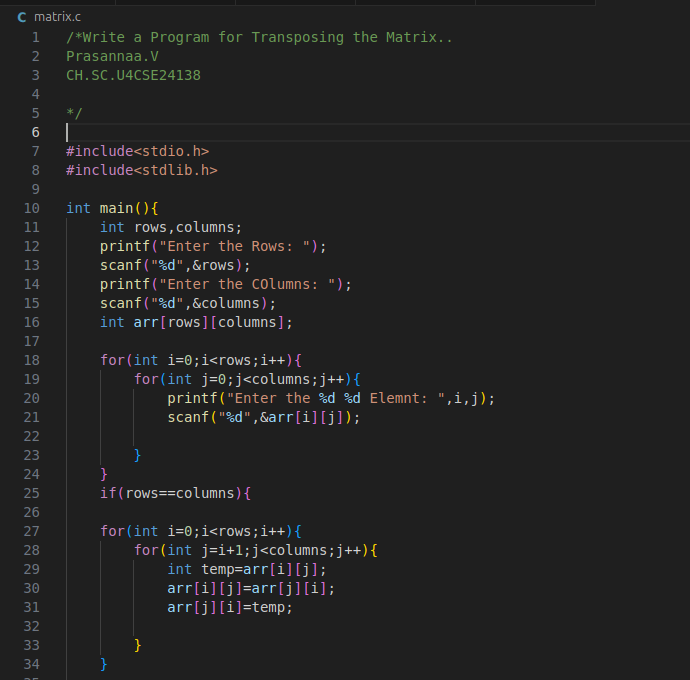 C matrix.c
1 /*Write a Program for Transposing the Matrix..
2 Prasannaa.V
3 CH.SC.U4CSE24138
4
5 */
6
7 #include<stdio.h>
8 #include<stdlib.h>
9
10 int main(){
11     int rows,columns;
12     printf("Enter the Rows: ");
13     scanf("%d",&rows);
14     printf("Enter the COlumns: ");
15     scanf("%d",&columns);
16     int arr[rows][columns];
17
18     for(int i=0;i<rows;i++){
19         for(int j=0;j<columns;j++){
20             printf("Enter the %d %d Elemnt: ",i,j);
21             scanf("%d",&arr[i][j]);
22
23         }
24     }
25     if(rows==columns){
26
27     for(int i=0;i<rows;i++){
28         for(int j=i+1;j<columns;j++){
29             int temp=arr[i][j];
30             arr[i][j]=arr[j][i];
31             arr[j][i]=temp;
32
33         }
34     }